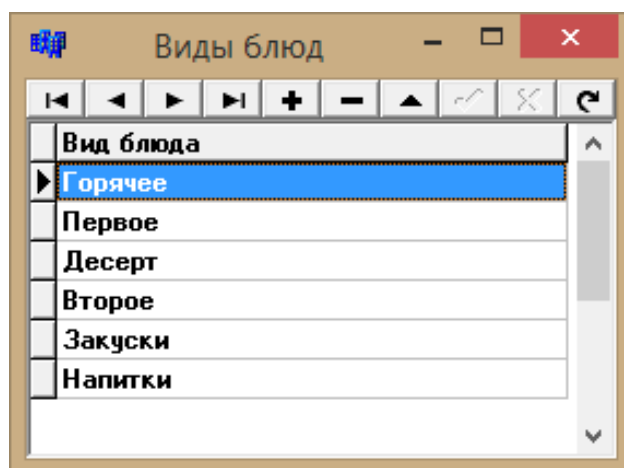 Виды блюд
Вид блюда
Горячее
Первое
Десерт
Второе
Закуски
Напитки